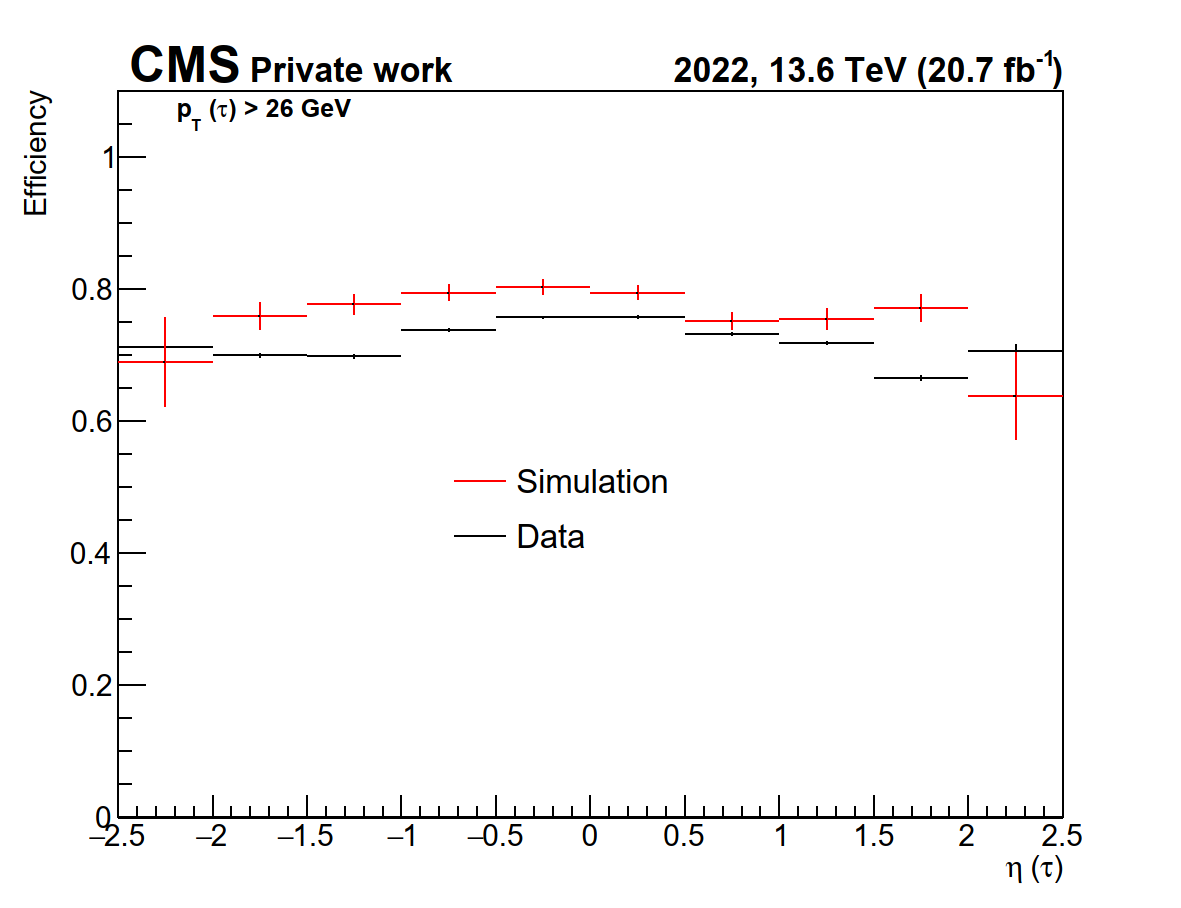 CMS Private work 2022, 13.6 TeV (20.7 fb⁻¹)
p_T (τ) > 26 GeV
Efficiency
1
0.8
0.6
0.4
0.2
0
Simulation
Data
−2.5 −2 −1.5 −1 −0.5 0 0.5 1 1.5 2 2.5
η (τ)